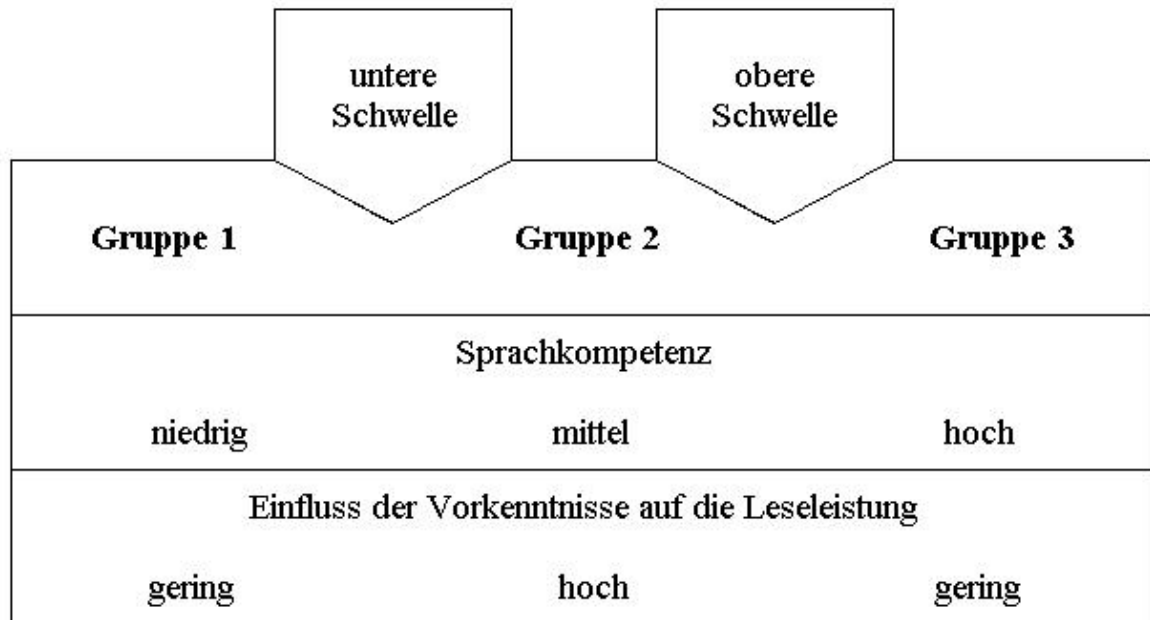 untere
Schwelle
obere
Schwelle
Gruppe 1
Gruppe 2
Gruppe 3
Sprachkompetenz
niedrig
mittel
hoch
Einfluss der Vorkenntnisse auf die Leseleistung
gering
hoch
gering